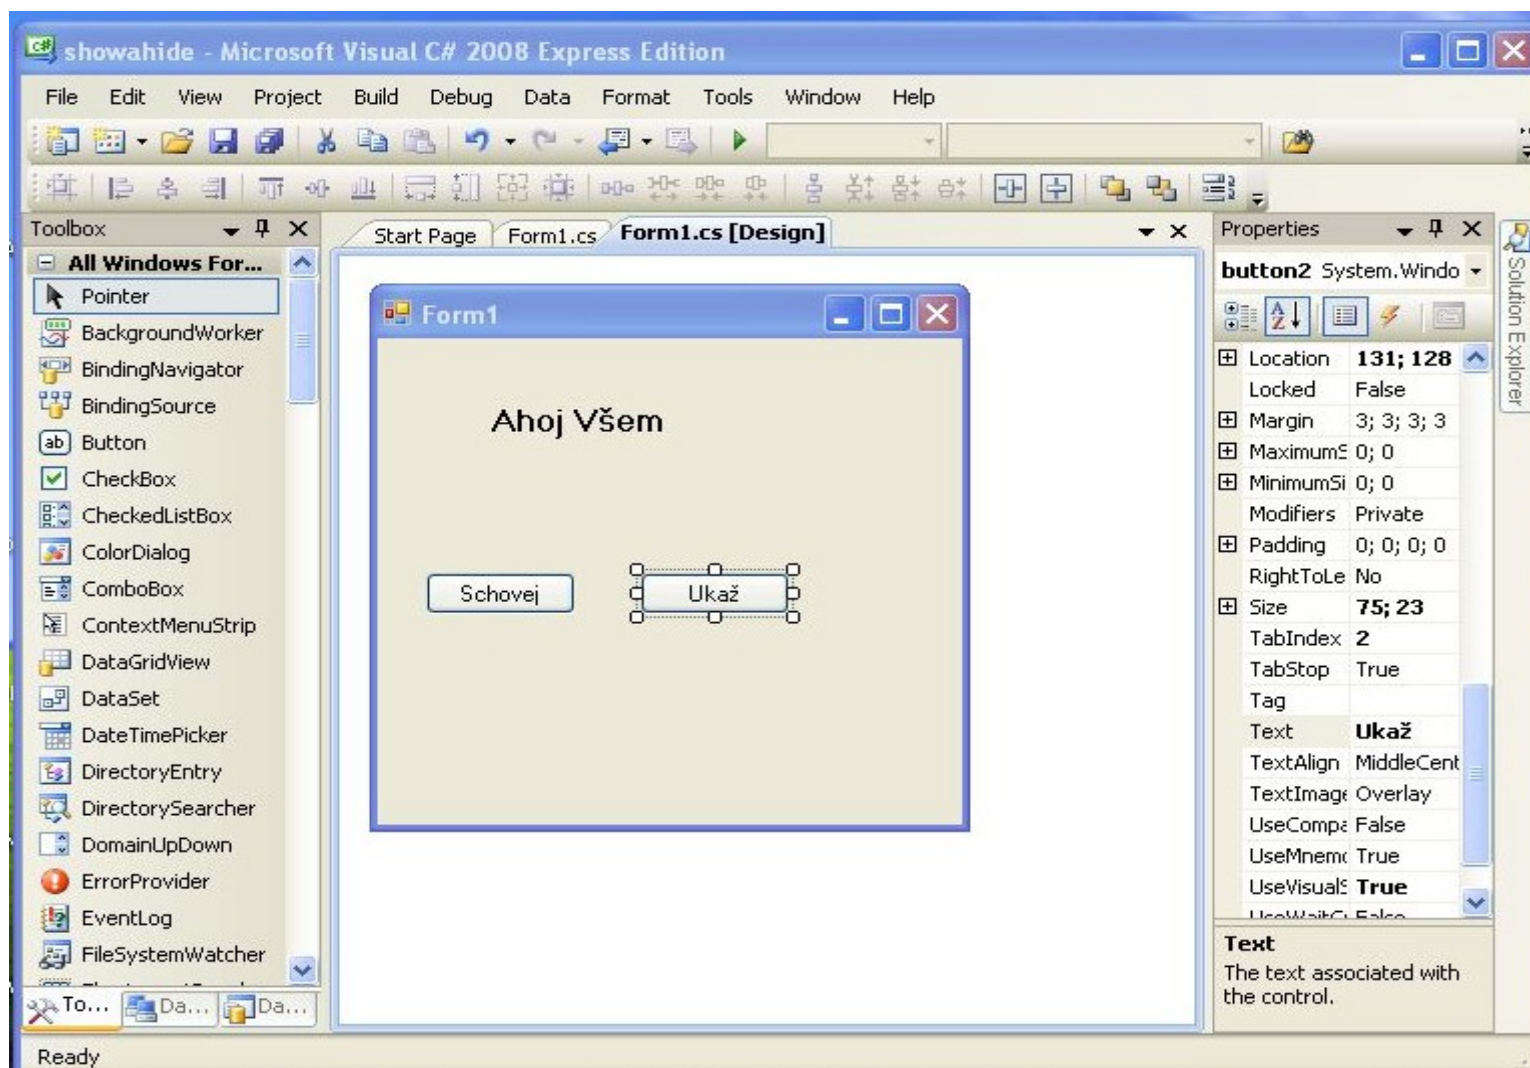 showahide - Microsoft Visual C# 2008 Express Edition
File Edit View Project Build Debug Data Format Tools Window Help
Toolbox
All Windows For...
Pointer
BackgroundWorker
BindingNavigator
BindingSource
ab Button
CheckBox
CheckedListBox
ColorDialog
ComboBox
ContextMenuStrip
DataGridView
DataSet
DateTimePicker
DirectoryEntry
DirectorySearcher
DomainUpDown
ErrorProvider
EventLog
FileSystemWatcher
To... Da... Da...
Start Page Form1.cs Form1.cs [Design]
Form1
Ahoj Všem
Schovej Ukaž
Properties
button2 System.Windo
Location 131; 128
Locked False
Margin 3; 3; 3; 3
MaximumS 0; 0
MinimumSi 0; 0
Modifiers Private
Padding 0; 0; 0; 0
RightToLe No
Size 75; 23
TabIndex 2
TabStop True
Tag
Text Ukaž
TextAlign MiddleCent
TextImage Overlay
UseCompa False
UseMnemo True
UseVisualS True
UseWaitCu False
Text
The text associated with
the control.
Solution Explorer
Ready